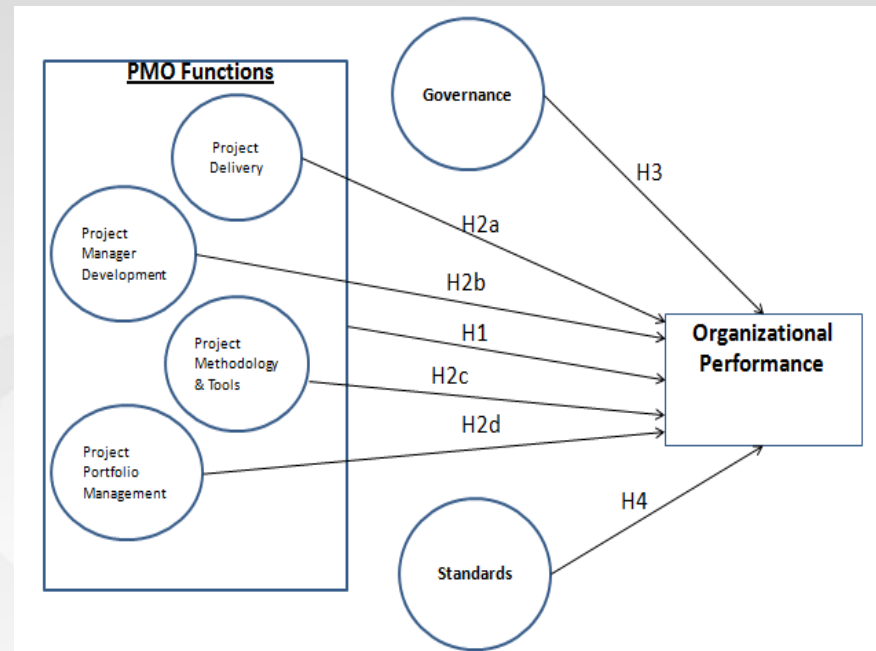 PMO Functions
Governance
Project
Delivery
H3
H2a
Project
Manager
Development
H2b
H1
Organizational
Performance
Project
Methodology
& Tools
H2c
H2d
Project
Portfolio
Management
H4
Standards